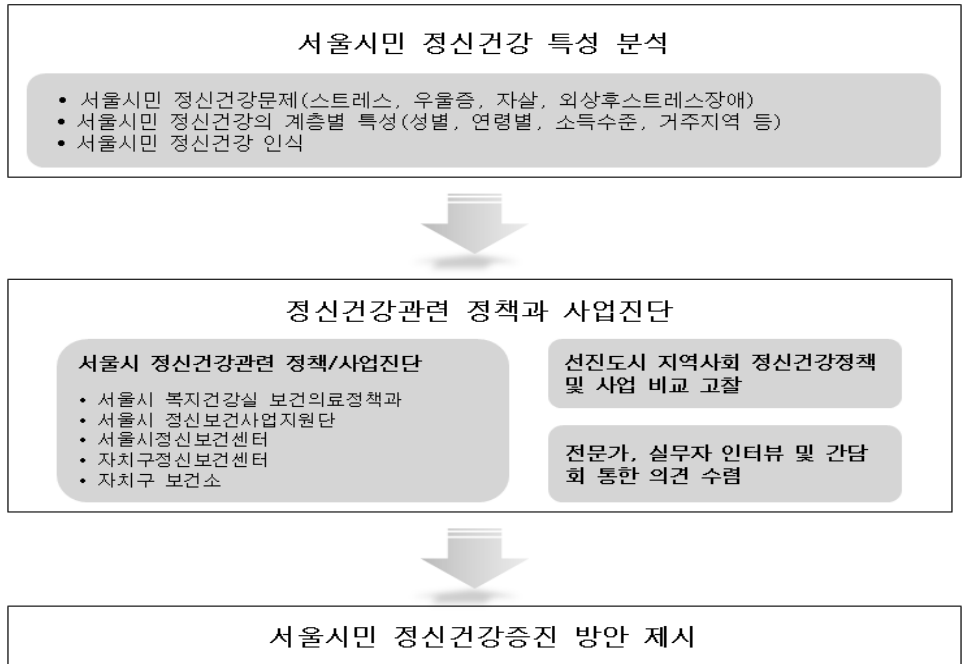 서울시민 정신건강 특성 분석
• 서울시민 정신건강문제(스트레스, 우울증, 자살, 외상후스트레스장애)
• 서울시민 정신건강의 계층별 특성(성별, 연령별, 소득수준, 거주지역 등)
• 서울시민 정신건강 인식
정신건강관련 정책과 사업진단
서울시 정신건강관련 정책/사업진단
• 서울시 복지건강실 보건의료정책과
• 서울시 정신보건사업지원단
• 서울시정신보건센터
• 자치구정신보건센터
• 자치구 보건소
선진도시 지역사회 정신건강정책
및 사업 비교 고찰
전문가, 실무자 인터뷰 및 간담
회 통한 의견 수렴
서울시민 정신건강증진 방안 제시